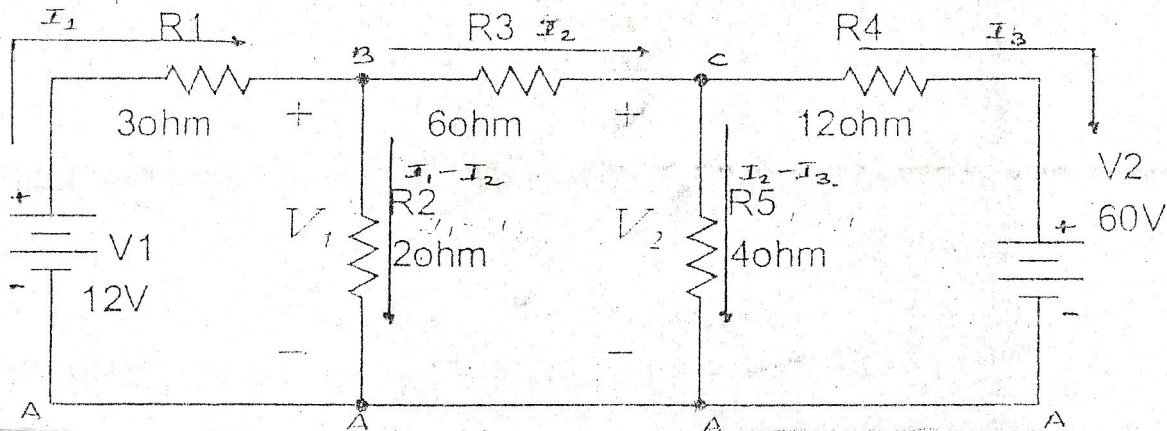 I₁ R1 B R3 I₂ C R4 I₃
3ohm + 6ohm + 12ohm
I₁-I₂ I₂-I₃ V2
+ V1 V₁ R2 V₂ R5 60V +
2ohm 4ohm
- 12V -
- -
A A A A